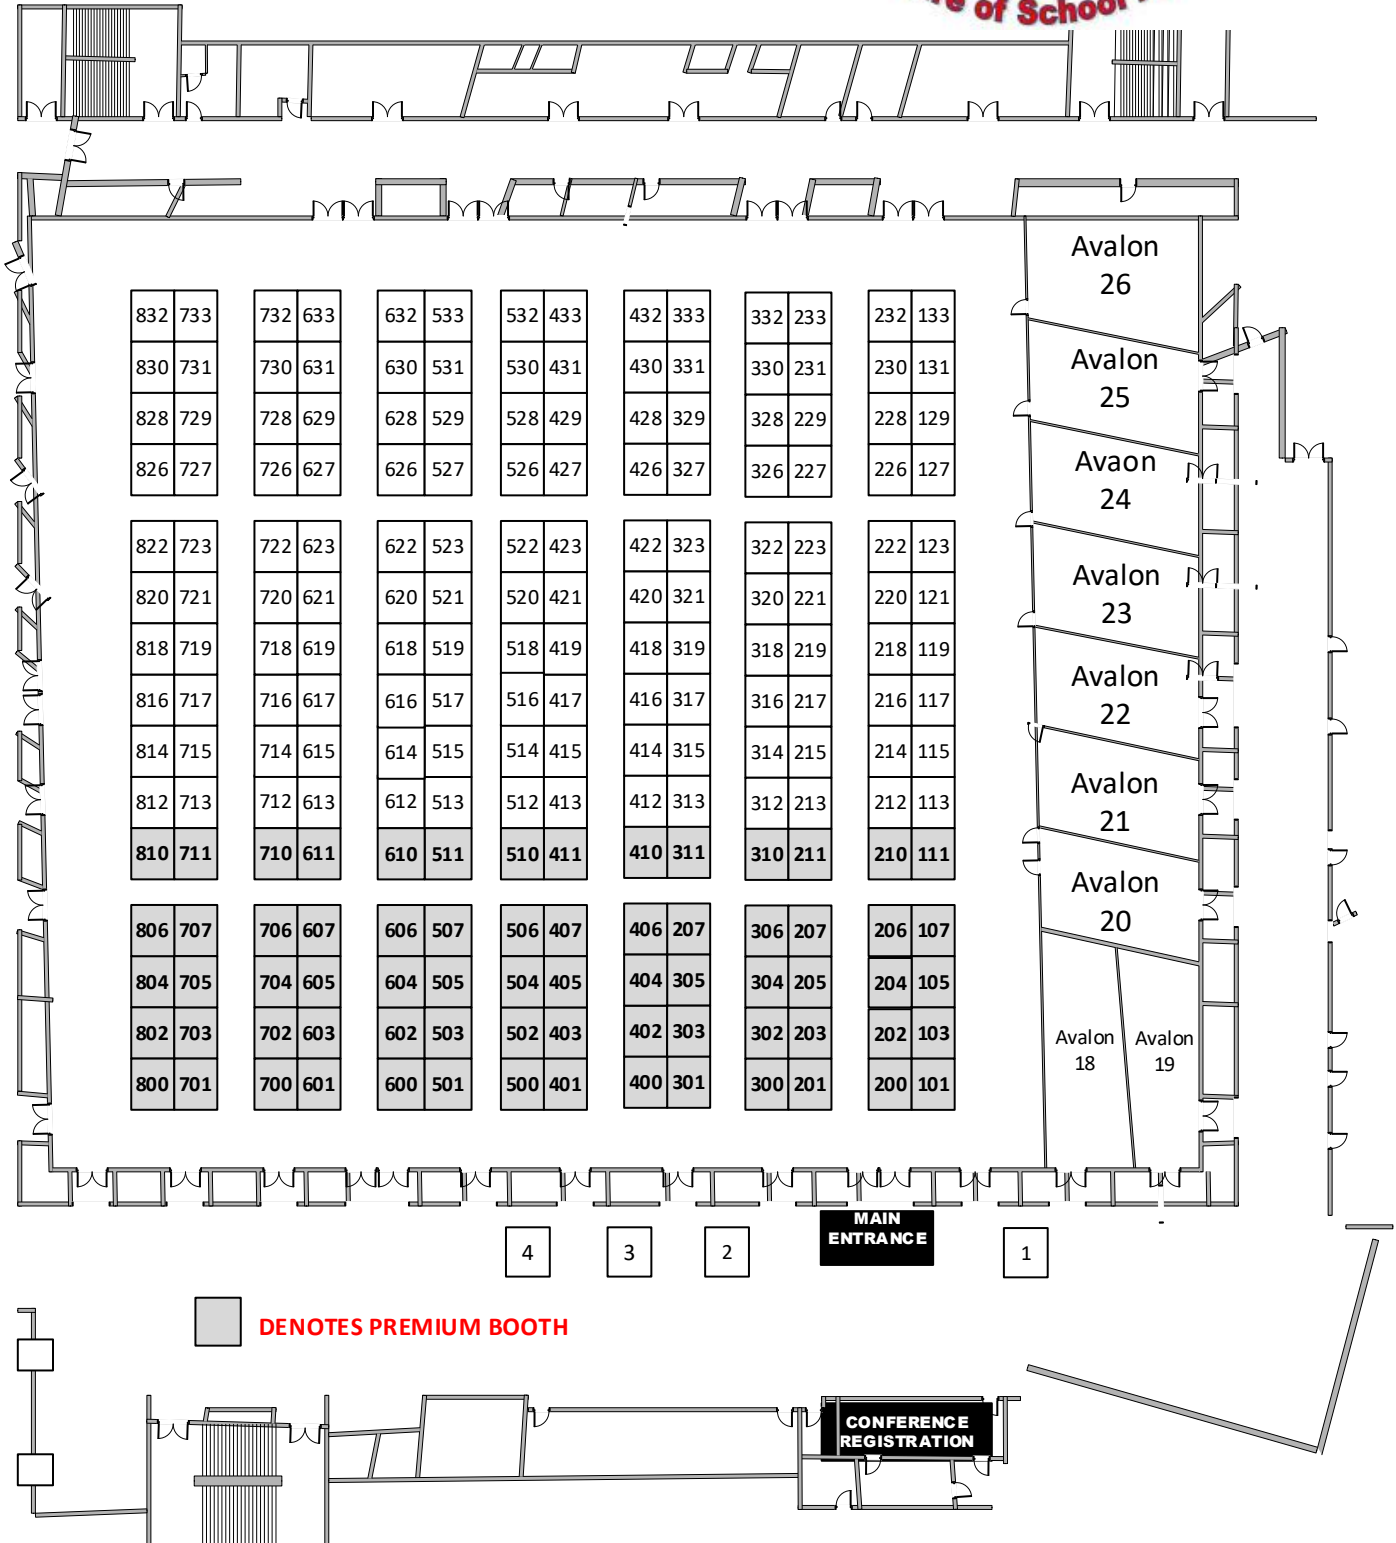 re of School
Avalon
26
832 733 732 633 632 533 532 433 432 333 332 233 232 133
830 731 730 631 630 531 530 431 430 331 330 231 230 131
Avalon
25
828 729 728 629 628 529 528 429 428 329 328 229 228 129
826 727 726 627 626 527 526 427 426 327 326 227 226 127
Avaon
24
822 723 722 623 622 523 522 423 422 323 322 223 222 123
820 721 720 621 620 521 520 421 420 321 320 221 220 121
Avalon
23
818 719 718 619 618 519 518 419 418 319 318 219 218 119
816 717 716 617 616 517 516 417 416 317 316 217 216 117
Avalon
22
814 715 714 615 614 515 514 415 414 315 314 215 214 115
812 713 712 613 612 513 512 413 412 313 312 213 212 113
Avalon
21
810 711 710 611 610 511 510 411 410 311 310 211 210 111
Avalon
20
806 707 706 607 606 507 506 407 406 207 306 207 206 107
804 705 704 605 604 505 504 405 404 305 304 205 204 105
802 703 702 603 602 503 502 403 402 303 302 203 202 103
800 701 700 601 600 501 500 401 400 301 300 201 200 101
Avalon
18
Avalon
19
MAIN
ENTRANCE
4 3 2 1
DENOTES PREMIUM BOOTH
CONFERENCE
REGISTRATION